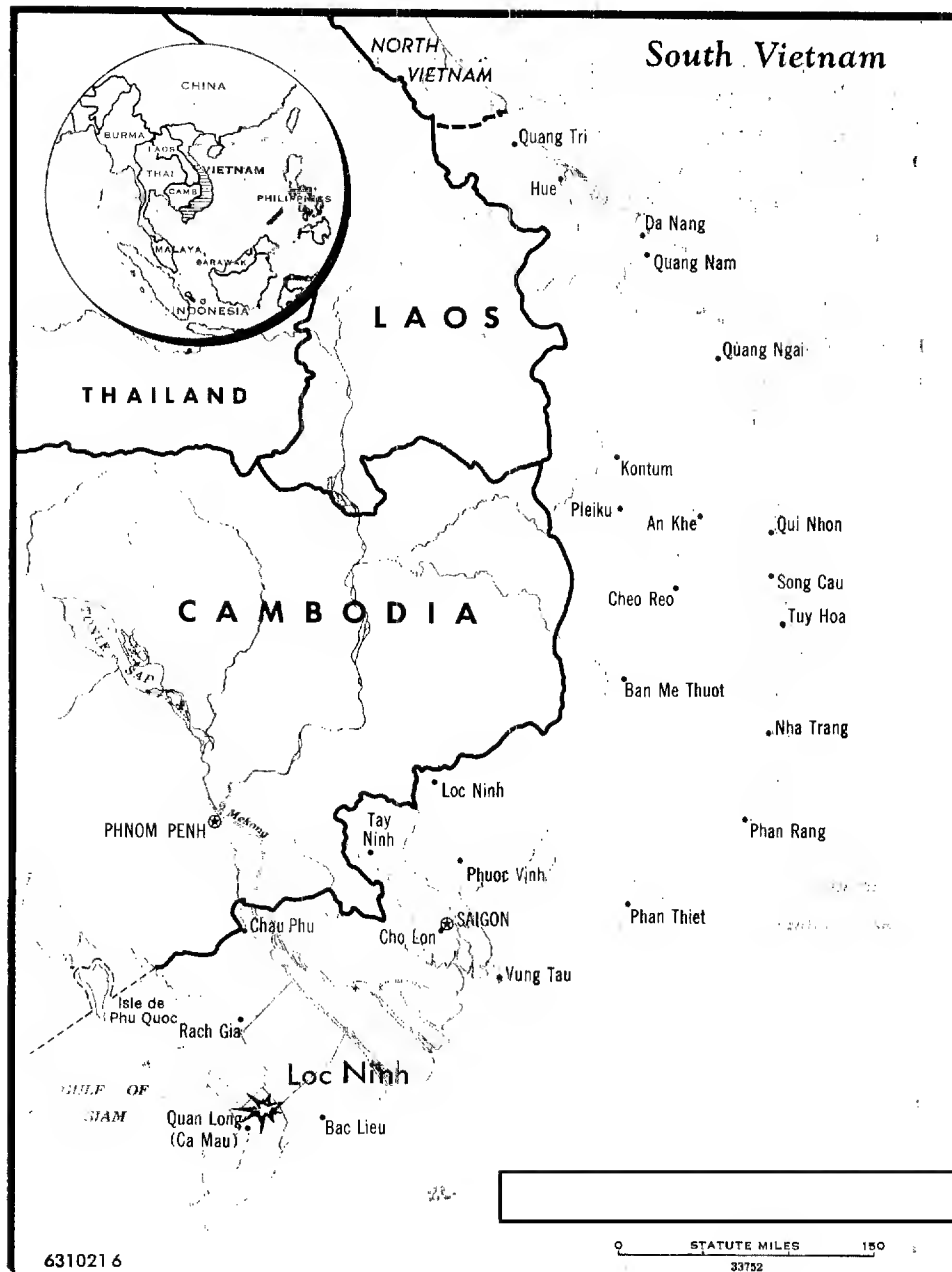 South Vietnam
NORTH
VIETNAM
CHINA
BURMA
LAOS
THAI
VIETNAM
CAMB
PHILIPPINES
MALAYA
SARAWAK
INDONESIA
Quang Tri
Hue
Da Nang
Quang Nam
LAOS
Quang Ngai
THAILAND
Kontum
Pleiku
An Khe
Qui Nhon
Song Cau
Cheo Reo
Tuy Hoa
CAMBODIA
TONLE
SAP
Ban Me Thuot
Nha Trang
Loc Ninh
Mekong
PHNOM PENH
Tay
Ninh
Phan Rang
Phuoc Vinh
Chau Phu
SAIGON
Cho Lon
Phan Thiet
Vung Tau
Isle de
Phu Quoc
Rach Gia
Loc Ninh
GULF OF
SIAM
Quan Long
(Ca Mau)
Bac Lieu
631021 6
0 STATUTE MILES 150
33752